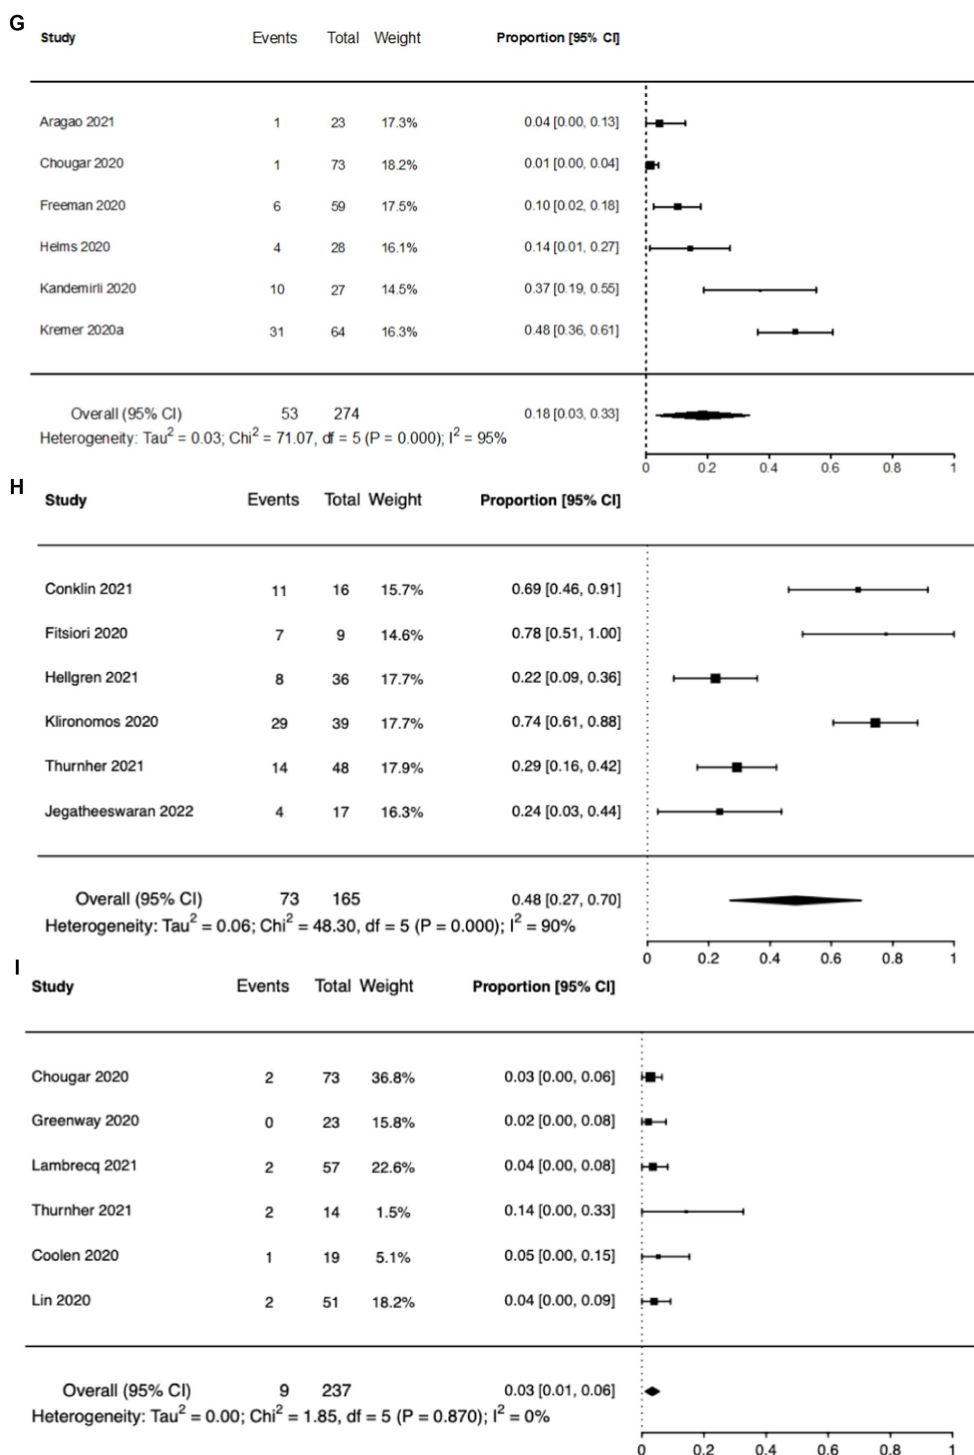 G
Study Events Total Weight Proportion [95% CI]
Aragao 2021 1 23 17.3% 0.04 [0.00, 0.13]
Chougar 2020 1 73 18.2% 0.01 [0.00, 0.04]
Freeman 2020 6 59 17.5% 0.10 [0.02, 0.18]
Helms 2020 4 28 16.1% 0.14 [0.01, 0.27]
Kandemirli 2020 10 27 14.5% 0.37 [0.19, 0.55]
Kremer 2020a 31 64 16.3% 0.48 [0.36, 0.61]
Overall (95% CI) 53 274 0.18 [0.03, 0.33]
Heterogeneity: Tau² = 0.03; Chi² = 71.07, df = 5 (P = 0.000); I² = 95%
0 0.2 0.4 0.6 0.8 1
H
Study Events Total Weight Proportion [95% CI]
Conklin 2021 11 16 15.7% 0.69 [0.46, 0.91]
Fitsiori 2020 7 9 14.6% 0.78 [0.51, 1.00]
Hellgren 2021 8 36 17.7% 0.22 [0.09, 0.36]
Klironomos 2020 29 39 17.7% 0.74 [0.61, 0.88]
Thurnher 2021 14 48 17.9% 0.29 [0.16, 0.42]
Jegatheeswaran 2022 4 17 16.3% 0.24 [0.03, 0.44]
Overall (95% CI) 73 165 0.48 [0.27, 0.70]
Heterogeneity: Tau² = 0.06; Chi² = 48.30, df = 5 (P = 0.000); I² = 90%
0 0.2 0.4 0.6 0.8 1
I
Study Events Total Weight Proportion [95% CI]
Chougar 2020 2 73 36.8% 0.03 [0.00, 0.06]
Greenway 2020 0 23 15.8% 0.02 [0.00, 0.08]
Lambrecq 2021 2 57 22.6% 0.04 [0.00, 0.08]
Thurnher 2021 2 14 1.5% 0.14 [0.00, 0.33]
Coolen 2020 1 19 5.1% 0.05 [0.00, 0.15]
Lin 2020 2 51 18.2% 0.04 [0.00, 0.09]
Overall (95% CI) 9 237 0.03 [0.01, 0.06]
Heterogeneity: Tau² = 0.00; Chi² = 1.85, df = 5 (P = 0.870); I² = 0%
0 0.2 0.4 0.6 0.8 1